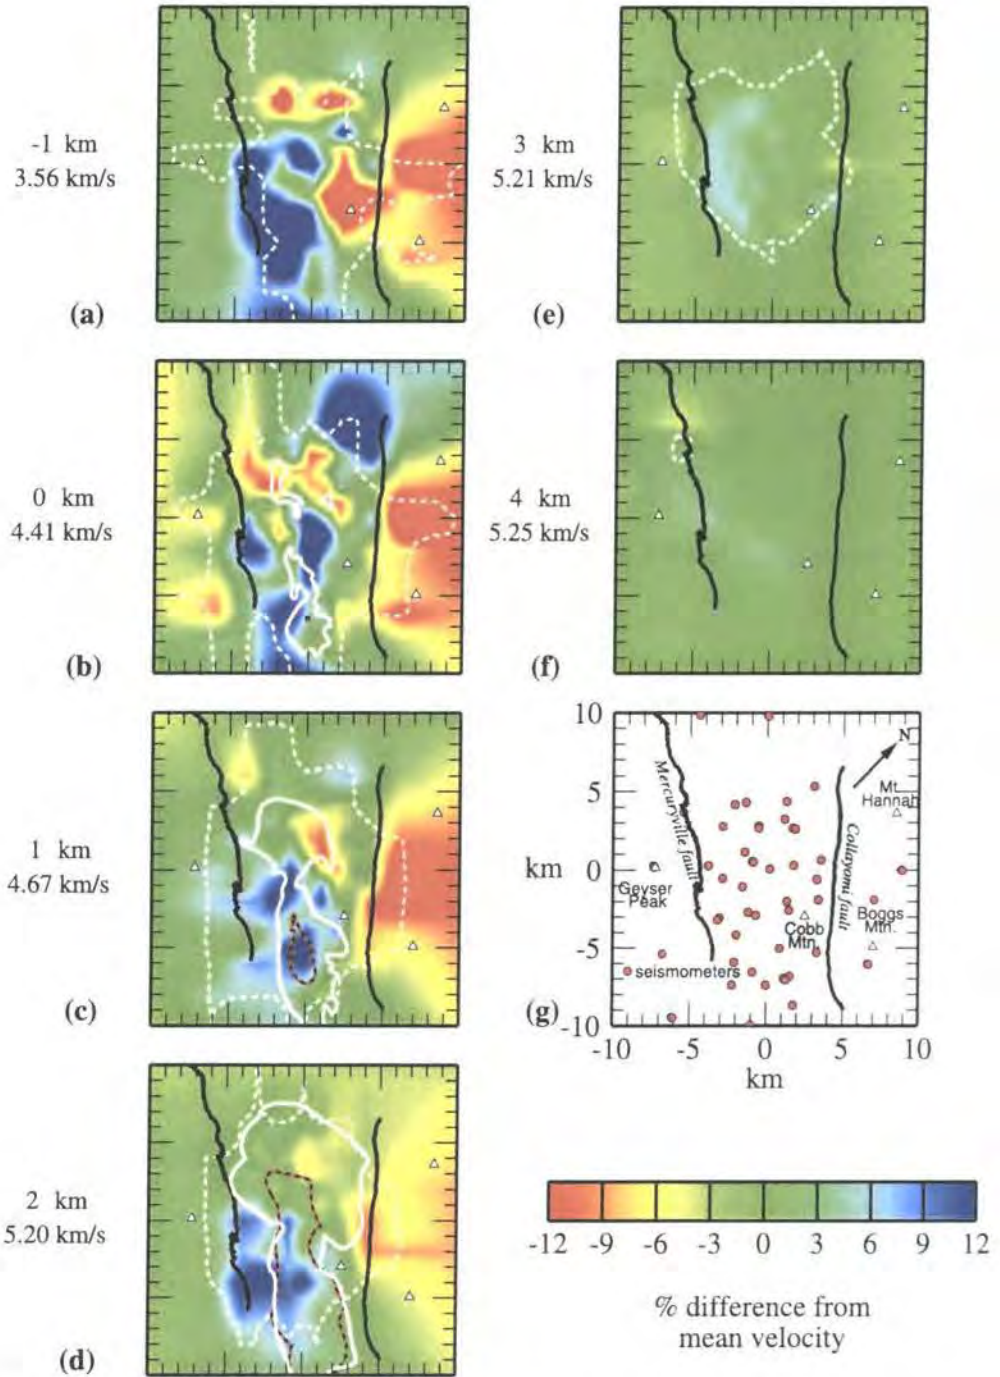 -1 km
3.56 km/s
(a)
0 km
4.41 km/s
(b)
1 km
4.67 km/s
(c)
2 km
5.20 km/s
(d)
3 km
5.21 km/s
(e)
4 km
5.25 km/s
(f)
10
5
0
-5
-10
km
(g)
Mercuryville fault
Collayomi fault
N
Mt.
Hannah
Geyser
Peak
Cobb
Mtn.
Boggs
Mtn.
seismometers
-10 -5 0 5 10
km
-12 -9 -6 -3 0 3 6 9 12
% difference from
mean velocity